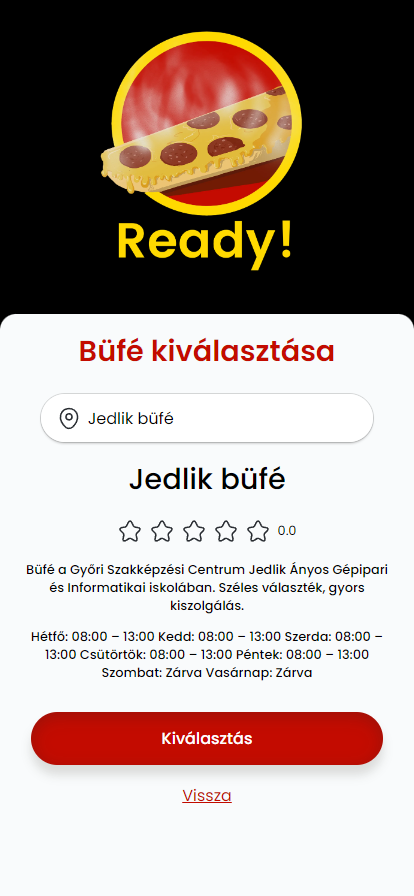 Ready!
Büfé kiválasztása
Jedlik büfé
Jedlik büfé
0.0
Büfé a Győri Szakképzési Centrum Jedlik Ányos Gépipari
és Informatikai iskolában. Széles választék, gyors
kiszolgálás.
Hétfő: 08:00 – 13:00 Kedd: 08:00 – 13:00 Szerda: 08:00 –
13:00 Csütörtök: 08:00 – 13:00 Péntek: 08:00 – 13:00
Szombat: Zárva Vasárnap: Zárva
Kiválasztás
Vissza